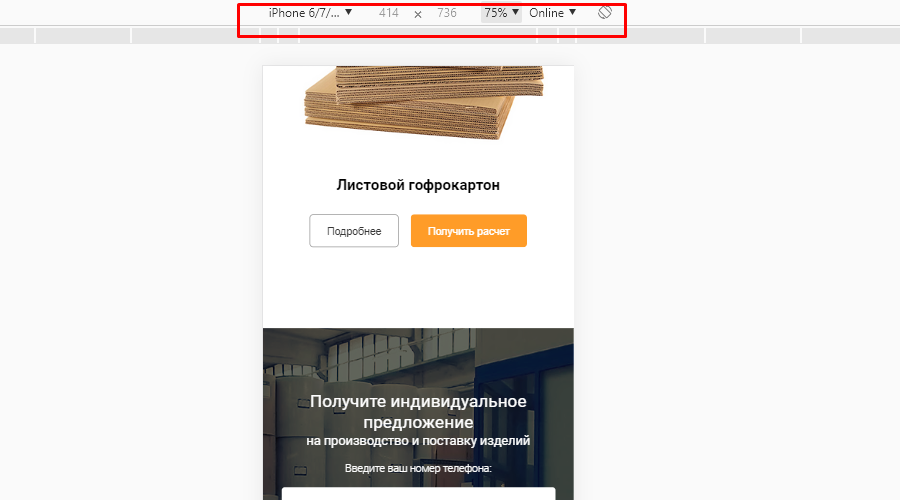 iPhone 6/7/... ▼ 414 × 736 75% ▼ Online ▼
Листовой гофрокартон
Подробнее Получить расчет
Получите индивидуальное
предложение
на производство и поставку изделий
Введите ваш номер телефона: